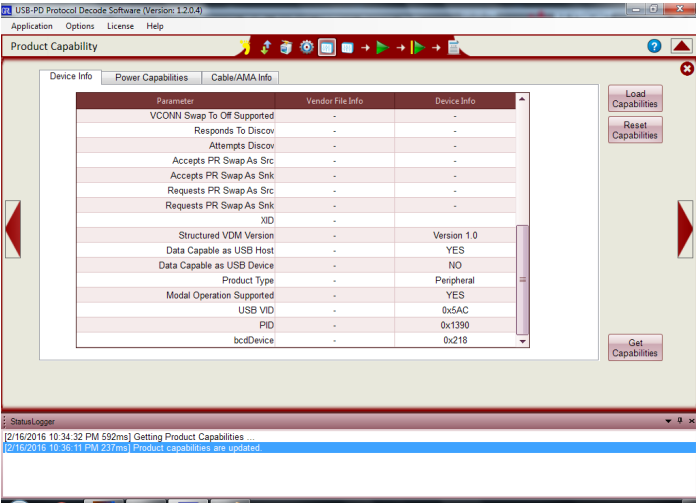 GRL USB-PD Protocol Decode Software (Version: 1.2.0.4)
Application Options License Help
Product Capability
Device Info Power Capabilities Cable/AMA Info
Load Capabilities
Reset Capabilities
Parameter Vendor File Info Device Info
VCONN Swap To Off Supported - -
Responds To Discov - -
Attempts Discov - -
Accepts PR Swap As Src - -
Accepts PR Swap As Snk - -
Requests PR Swap As Src - -
Requests PR Swap As Snk - -
XID -
Structured VDM Version - Version 1.0
Data Capable as USB Host - YES
Data Capable as USB Device - NO
Product Type - Peripheral
Modal Operation Supported - YES
USB VID - 0x5AC
PID - 0x1390
bcdDevice - 0x218
Get Capabilities
StatusLogger
[2/16/2016 10:34:32 PM 592ms] Getting Product Capabilities ...
[2/16/2016 10:36:11 PM 237ms] Product capabilities are updated.